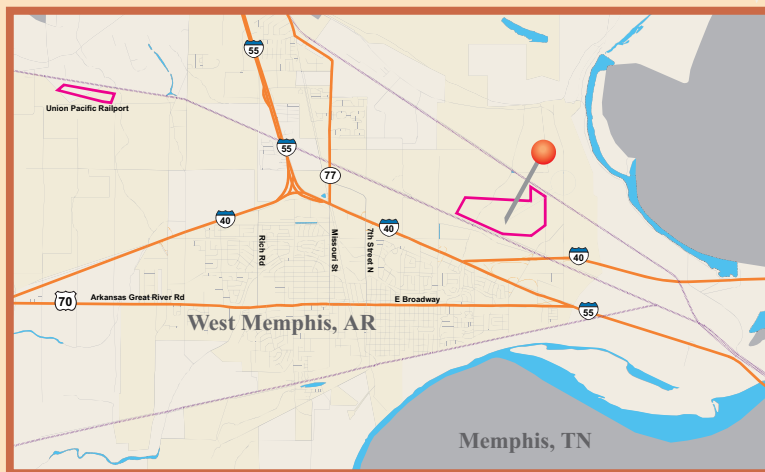 55
Union Pacific Railport
55
77
40
40
Rich Rd
Missouri St
7th Street N
40
70
Arkansas Great River Rd
E Broadway
55
West Memphis, AR
Memphis, TN